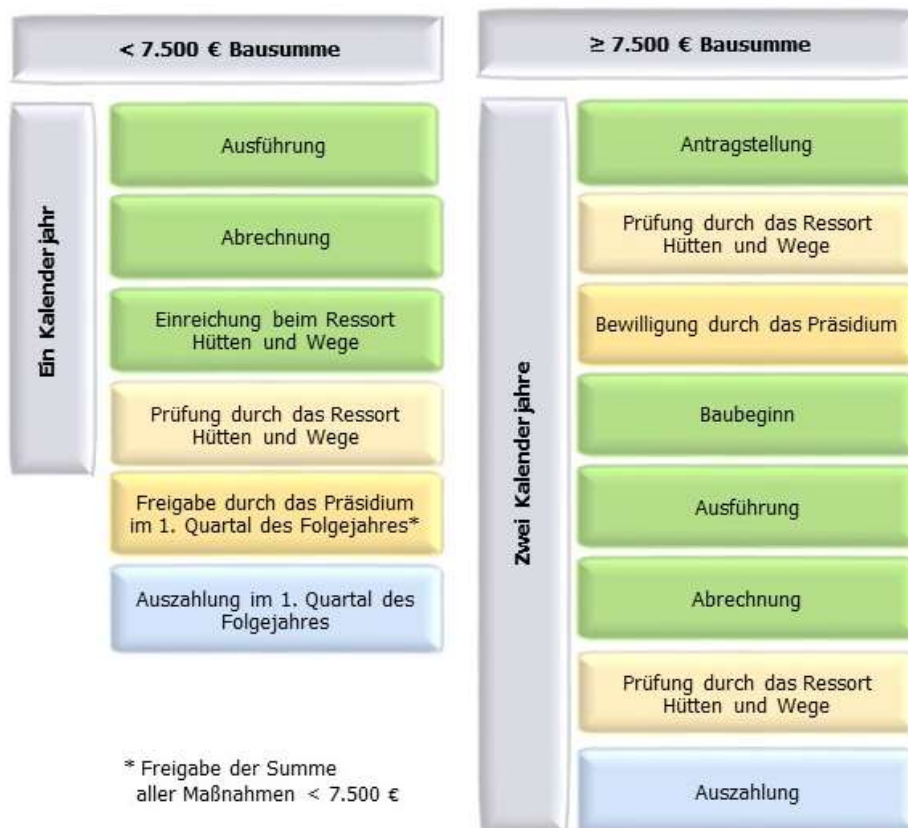 < 7.500 € Bausumme
Ein Kalenderjahr
Ausführung
Abrechnung
Einreichung beim Ressort
Hütten und Wege
Prüfung durch das Ressort
Hütten und Wege
Freigabe durch das Präsidium
im 1. Quartal des Folgejahres*
Auszahlung im 1. Quartal des
Folgejahres
* Freigabe der Summe
aller Maßnahmen < 7.500 €
≥ 7.500 € Bausumme
Zwei Kalenderjahre
Antragstellung
Prüfung durch das Ressort
Hütten und Wege
Bewilligung durch das Präsidium
Baubeginn
Ausführung
Abrechnung
Prüfung durch das Ressort
Hütten und Wege
Auszahlung